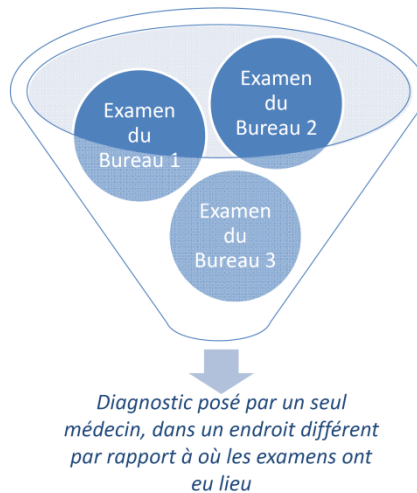 Examen
du
Bureau 1
Examen
du
Bureau 2
Examen
du
Bureau 3
Diagnostic posé par un seul
médecin, dans un endroit différent
par rapport à où les examens ont
eu lieu